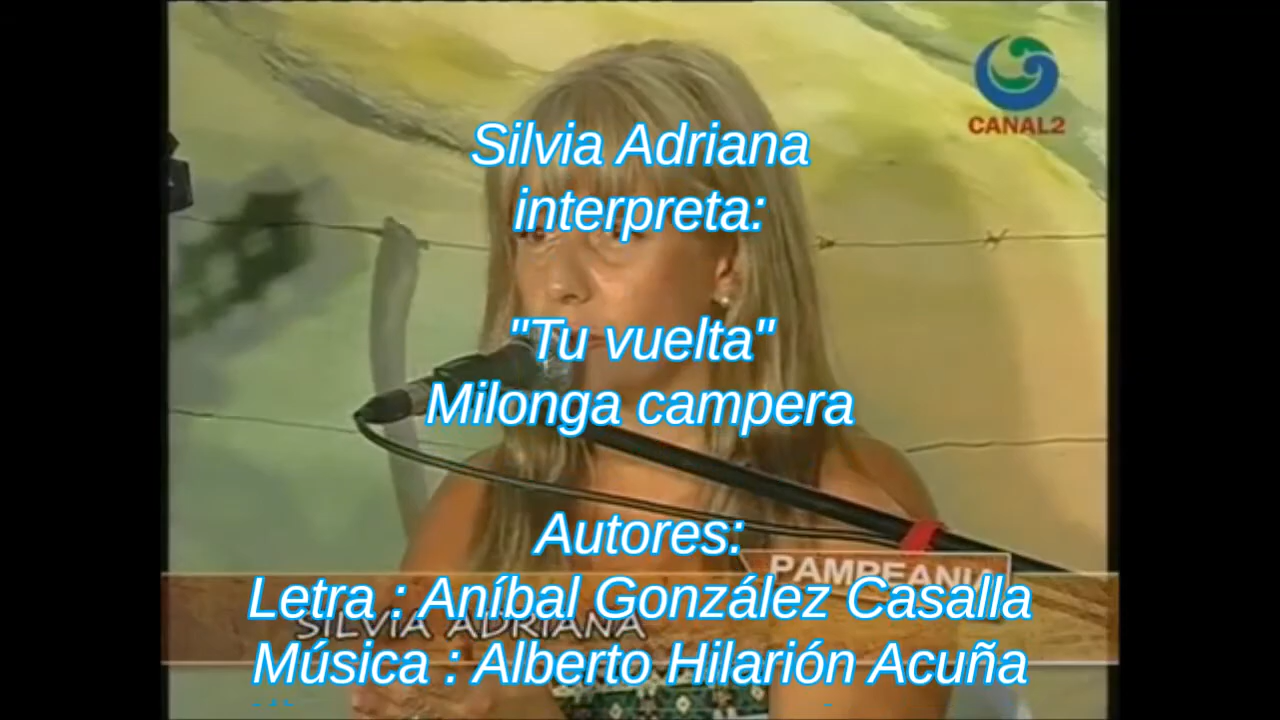 CANAL2
Silvia Adriana
interpreta:
"Tu vuelta"
Milonga campera
Autores:
PAMPEANIA
Letra : Aníbal González Casalla
SILVIA ADRIANA
Música : Alberto Hilarión Acuña